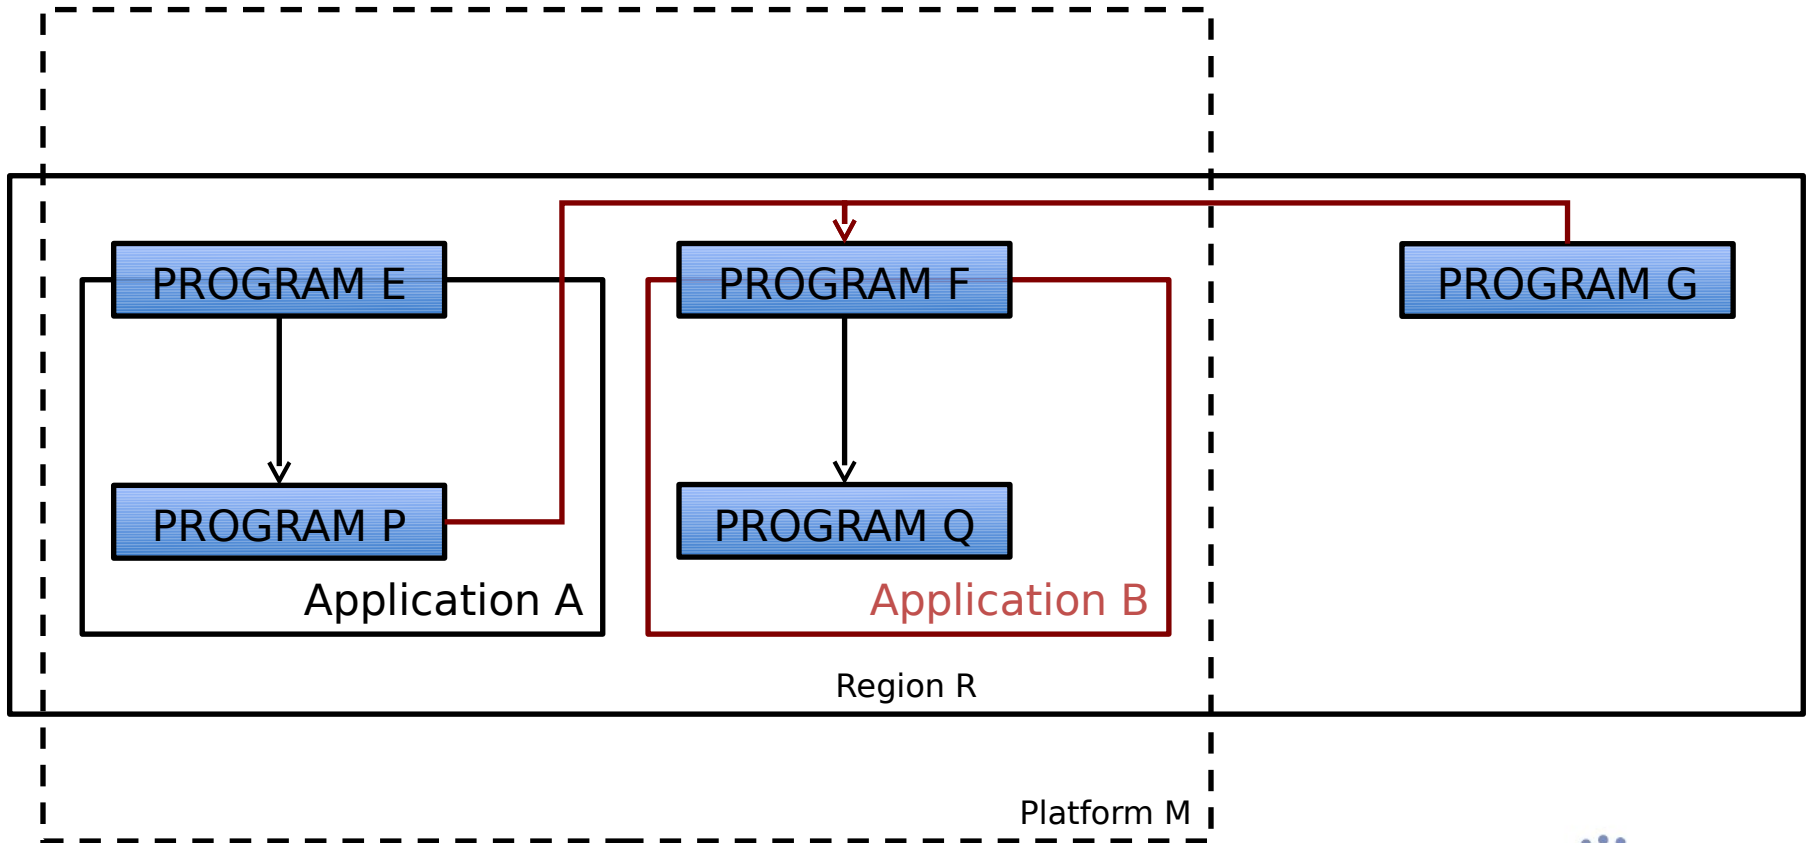 PROGRAM E
PROGRAM F
PROGRAM G
PROGRAM P
PROGRAM Q
Application A
Application B
Region R
Platform M